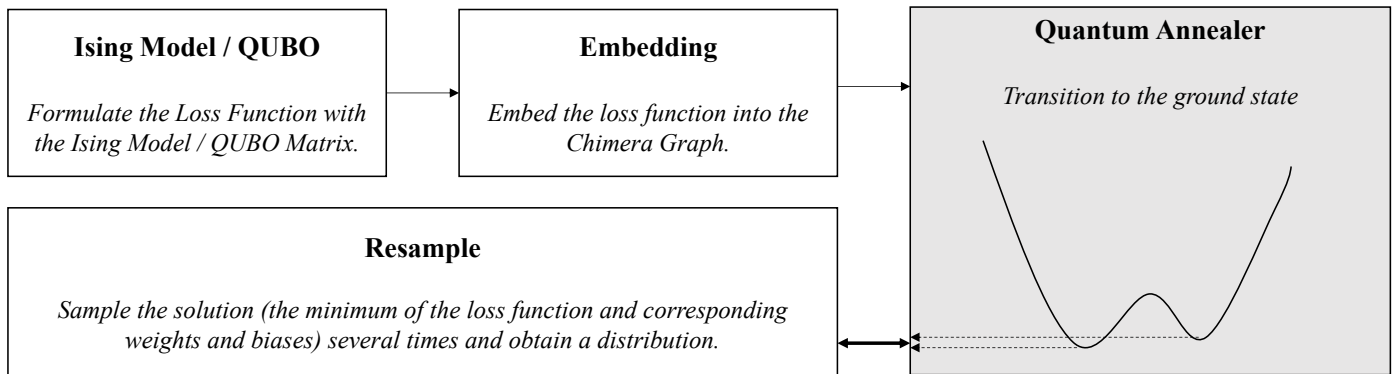 Ising Model / QUBO
Formulate the Loss Function with
the Ising Model / QUBO Matrix.
Embedding
Embed the loss function into the
Chimera Graph.
Quantum Annealer
Transition to the ground state
Resample
Sample the solution (the minimum of the loss function and corresponding
weights and biases) several times and obtain a distribution.